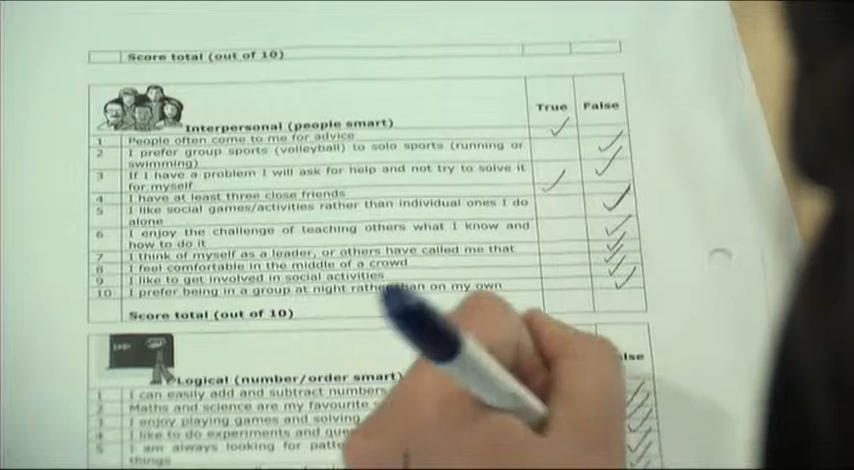 Score total (out of 10)
Interpersonal (people smart) True False
1 People often come to me for advice
2 I prefer group sports (volleyball) to solo sports (running or
swimming)
3 If I have a problem I will ask for help and not try to solve it
for myself
4 I have at least three close friends
5 I like social games/activities rather than individual ones I do
alone
6 I enjoy the challenge of teaching others what I know and
how to do it
7 I think of myself as a leader, or others have called me that
8 I feel comfortable in the middle of a crowd
9 I like to get involved in social activities
10 I prefer being in a group at night rather than on my own
Score total (out of 10)
Logical (number/order smart)
1 I can easily add and subtract numbers
2 Maths and science are my favourite
3 I enjoy playing games and solving
4 I like to do experiments and
5 I am always looking for
things